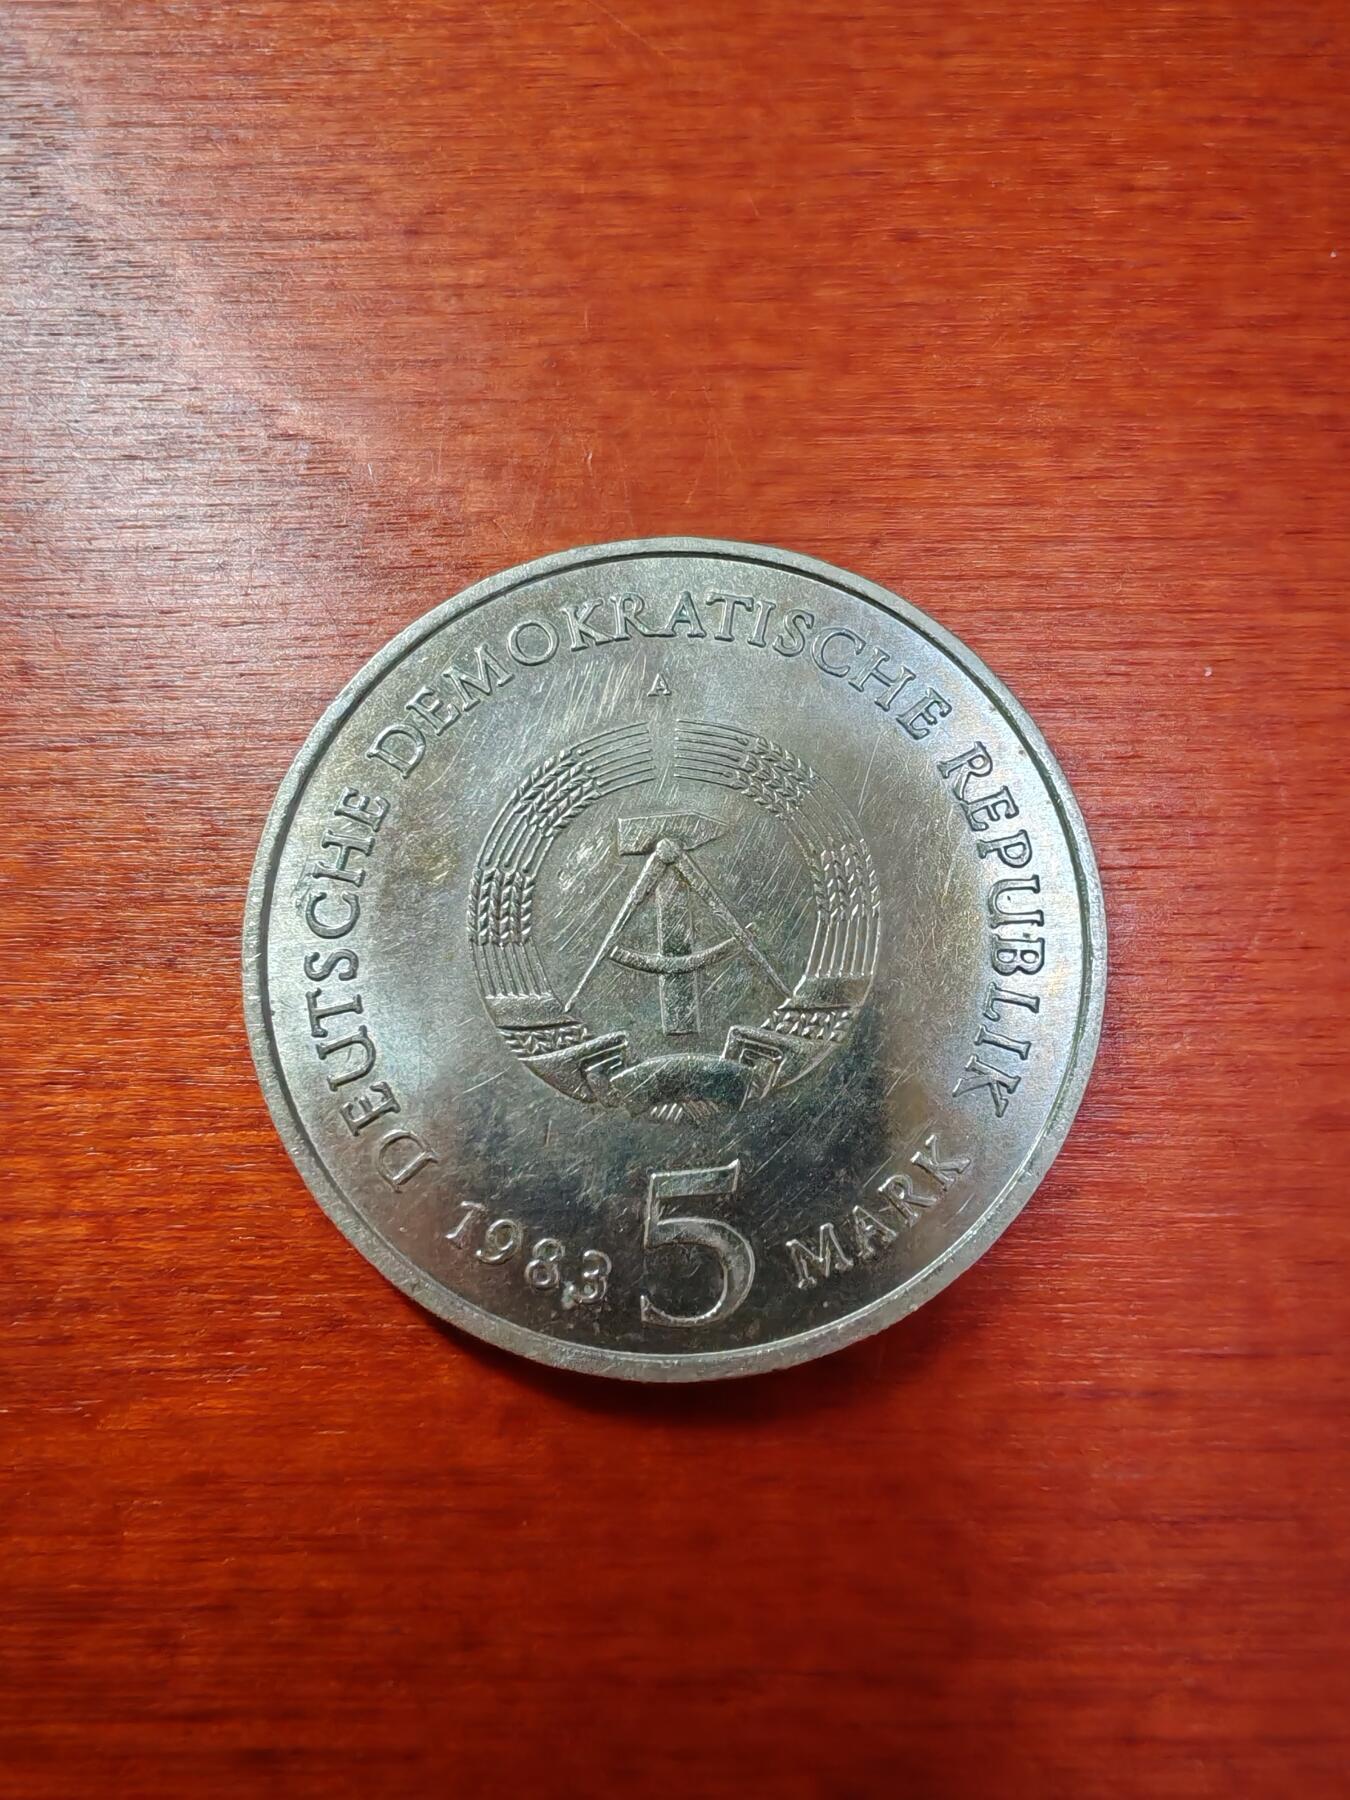 DEUTSCHE DEMOKRATISCHE REPUBLIK
A
1983 5 MARK